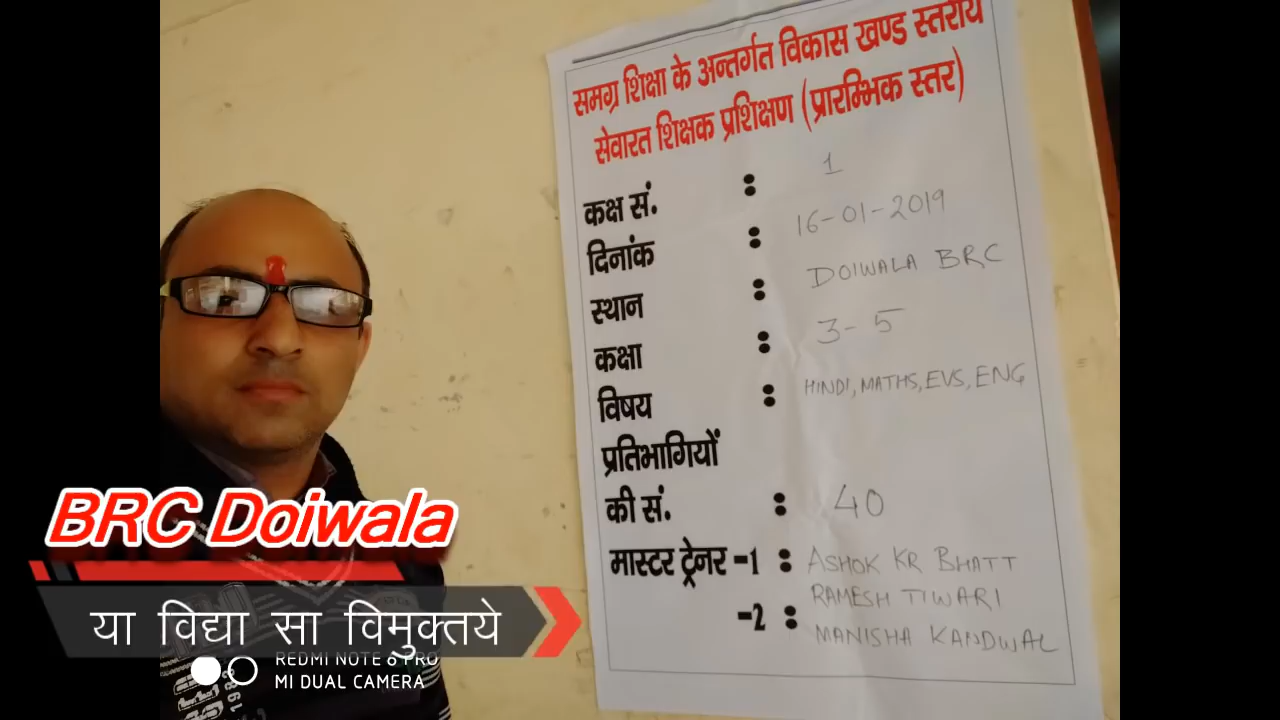 समग्र शिक्षा के अन्तर्गत विकास खण्ड स्तरीय
सेवारत शिक्षक प्रशिक्षण (प्रारम्भिक स्तर)
कक्ष सं. : 1
दिनांक : 16-01-2019
स्थान : DOIWALA BRC
कक्षा : 3-5
विषय : HINDI, MATHS, EVS, ENG
प्रतिभागियों
की सं. : 40
मास्टर ट्रेनर -1 : ASHOK KR BHATT
RAMESH TIWARI
-2 : MANISHA KANDWAL
BRC Doiwala
या विद्या सा विमुक्तये
REDMI NOTE 6 PRO
MI DUAL CAMERA